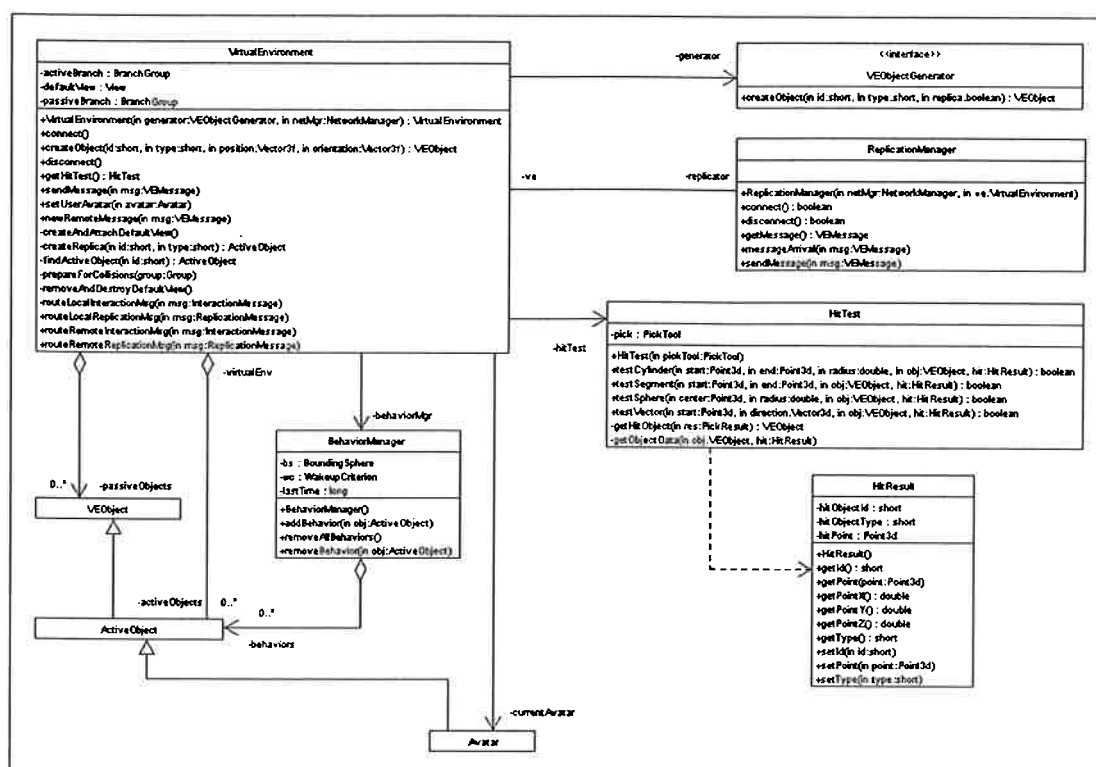 VirtualEnvironment
-activeBranch : BranchGroup
-defaultView : View
-passiveBranch : BranchGroup
+VirtualEnvironment(in generator:VEObjectGenerator, in netMgr:NetworkManager) : VirtualEnvironment
+connect()
+createObject(id:short, in type:short, in position:Vector3f, in orientation:Vector3f) : VEObject
+disconnect()
+getHitTest() : HitTest
+sendMessage(in msg:VEMessage)
+setUserAvatar(in avatar:Avatar)
+newRemoteMessage(in msg:VEMessage)
-createAndAttachDefaultView()
-createReplica(in id:short, in type:short) : ActiveObject
-findActiveObject(in id:short) : ActiveObject
-prepareForCollisions(group:Group)
-removeAndDestroyDefaultView()
+routeLocalInteractionMsg(in msg:InteractionMessage)
+routeLocalReplicationMsg(in msg:ReplicationMessage)
+routeRemoteInteractionMsg(in msg:InteractionMessage)
+routeRemoteReplicationMsg(in msg:ReplicationMessage)
-generator
<<interface>>
VEObjectGenerator
+createObject(in id:short, in type:short, in replica:boolean) : VEObject
-ve
-replicator
ReplicationManager
+ReplicationManager(in netMgr:NetworkManager, in ve:VirtualEnvironment)
+connect() : boolean
+disconnect() : boolean
+getMessage() : VEMessage
+messageArrival(in msg:VEMessage)
+sendMessage(in msg:VEMessage)
-hitTest
HitTest
-pick : PickTool
+HitTest(in pickTool:PickTool)
+testCylinder(in start:Point3d, in end:Point3d, in radius:double, in obj:VEObject, hit:HitResult) : boolean
+testSegment(in start:Point3d, in end:Point3d, in obj:VEObject, hit:HitResult) : boolean
+testSphere(in center:Point3d, in radius:double, in obj:VEObject, hit:HitResult) : boolean
+testVector(in start:Point3d, in direction:Vector3d, in obj:VEObject, hit:HitResult) : boolean
-getHitObject(in res:PickResult) : VEObject
-getObjectData(in obj:VEObject, hit:HitResult)
-virtualEnv
-behaviorMgr
BehaviorManager
-bs : BoundingSphere
-wc : WakeupCriterion
-lastTime : long
+BehaviorManager()
+addBehavior(in obj:ActiveObject)
+removeAllBehaviors()
+removeBehavior(in obj:ActiveObject)
0..*
-passiveObjects
VEObject
HitResult
-hitObjectId : short
-hitObjectType : short
-hitPoint : Point3d
+HitResult()
+getId() : short
+getPoint(point:Point3d)
+getPointX() : double
+getPointY() : double
+getPointZ() : double
+getType() : short
+setId(in id:short)
+setPoint(in point:Point3d)
+setType(in type:short)
-activeObjects
0..*
0..*
ActiveObject
-behaviors
-currentAvatar
Avatar